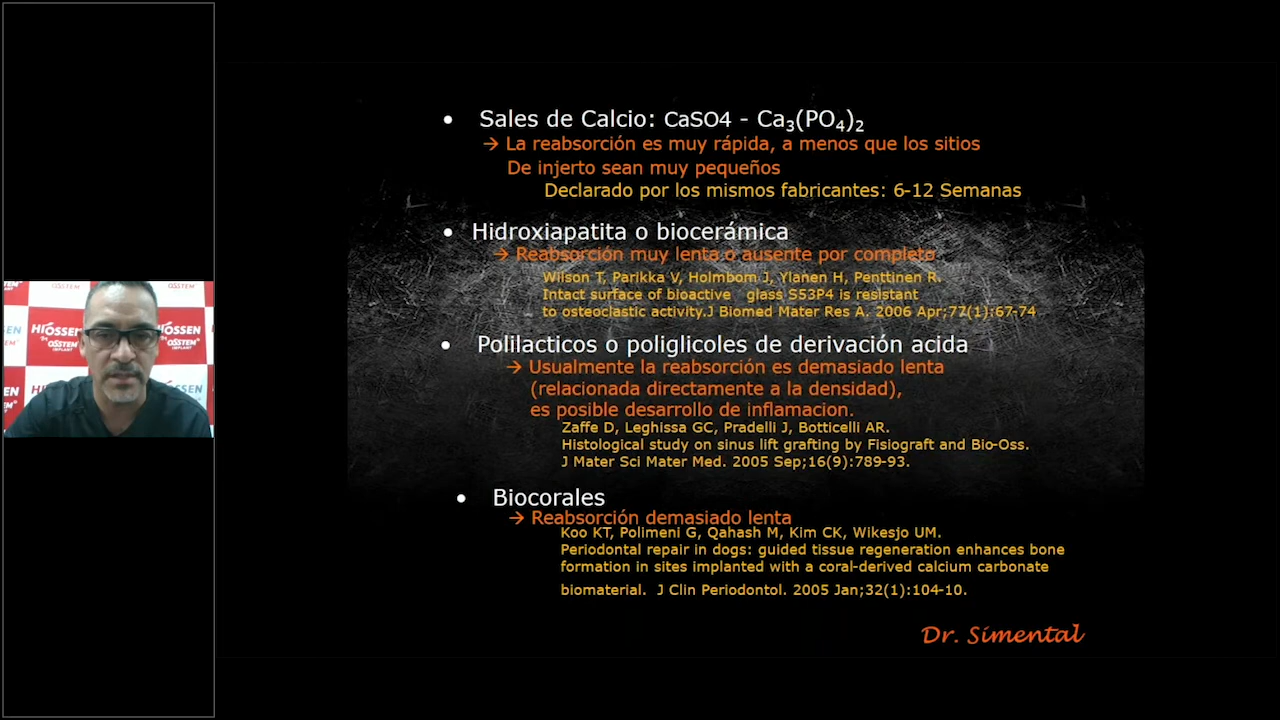 • Sales de Calcio: CaSO4 - Ca₃(PO₄)₂
→ La reabsorción es muy rápida, a menos que los sitios
De injerto sean muy pequeños
Declarado por los mismos fabricantes: 6-12 Semanas
• Hidroxiapatita o biocerámica
→ Reabsorción muy lenta o ausente por completo
Wilson T, Parikka V, Holmbom J, Ylanen H, Penttinen R.
Intact surface of bioactive glass S53P4 is resistant
to osteoclastic activity.J Biomed Mater Res A. 2006 Apr;77(1):67-74
• Polilacticos o poliglicoles de derivación acida
→ Usualmente la reabsorción es demasiado lenta
(relacionada directamente a la densidad),
es posible desarrollo de inflamacion.
Zaffe D, Leghissa GC, Pradelli J, Botticelli AR.
Histological study on sinus lift grafting by Fisiograft and Bio-Oss.
J Mater Sci Mater Med. 2005 Sep;16(9):789-93.
• Biocorales
→ Reabsorción demasiado lenta
Koo KT, Polimeni G, Qahash M, Kim CK, Wikesjo UM.
Periodontal repair in dogs: guided tissue regeneration enhances bone
formation in sites implanted with a coral-derived calcium carbonate
biomaterial. J Clin Periodontol. 2005 Jan;32(1):104-10.
Dr. Simental
OSSTEM
HIOSSEN
OSSTEM
IMPLANT